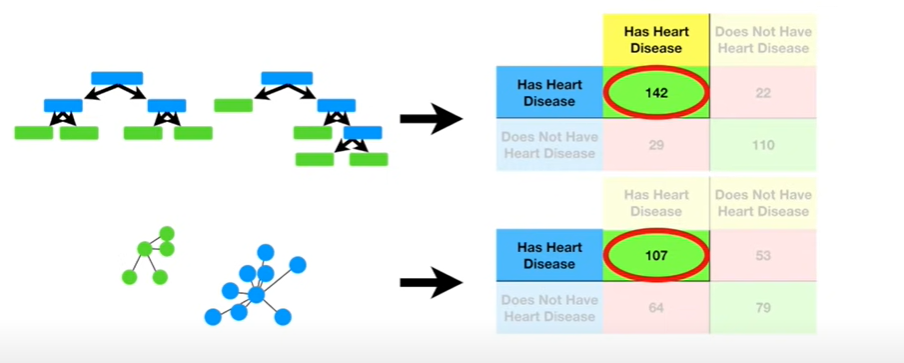 Has Heart
Disease
Does Not Have
Heart Disease
Has Heart
Disease
142
22
Does Not Have
Heart Disease
29
110
Has Heart
Disease
Does Not Have
Heart Disease
Has Heart
Disease
107
53
Does Not Have
Heart Disease
64
79